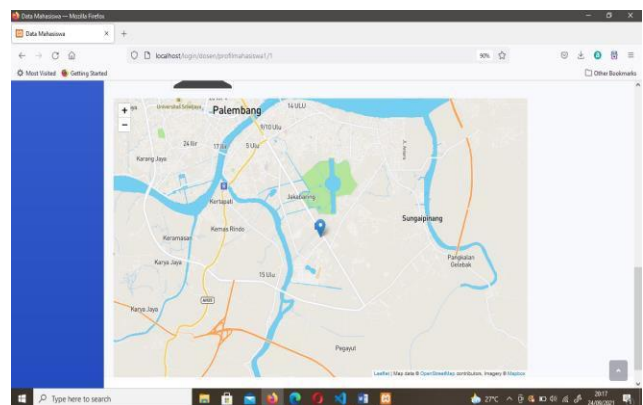 Data Mahasiswa — Mozilla Firefox
Data Mahasiswa
localhost/login/dosen/profilmahasiswa1/1
90%
Most Visited
Getting Started
Other Bookmarks
+
−
Palembang
14 ULU
9/10 Ulu
24 Ilir
17 Ilir
5 Ulu
Karang Jaya
Kertapati
Jakabaring
Kemas Rindo
Sungaipinang
Keramasan
Karya Jaya
Pangkalan
Gelebak
15 Ulu
Karya Jaya
Pegayut
Leaflet | Map data © OpenStreetMap contributors, Imagery © Mapbox
Type here to search
27°C
20:17
24/09/2021